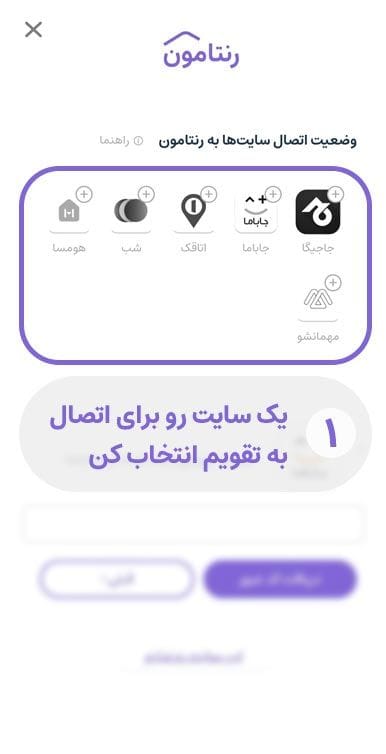 رنتامون
وضعیت اتصال سایت‌ها به رنتامون
راهنما
جاجیگا
جاباما
جاباما
اتاقک
شب
هومسا
مهمانشو
۱
یک سایت رو برای اتصال
به تقویم انتخاب کن